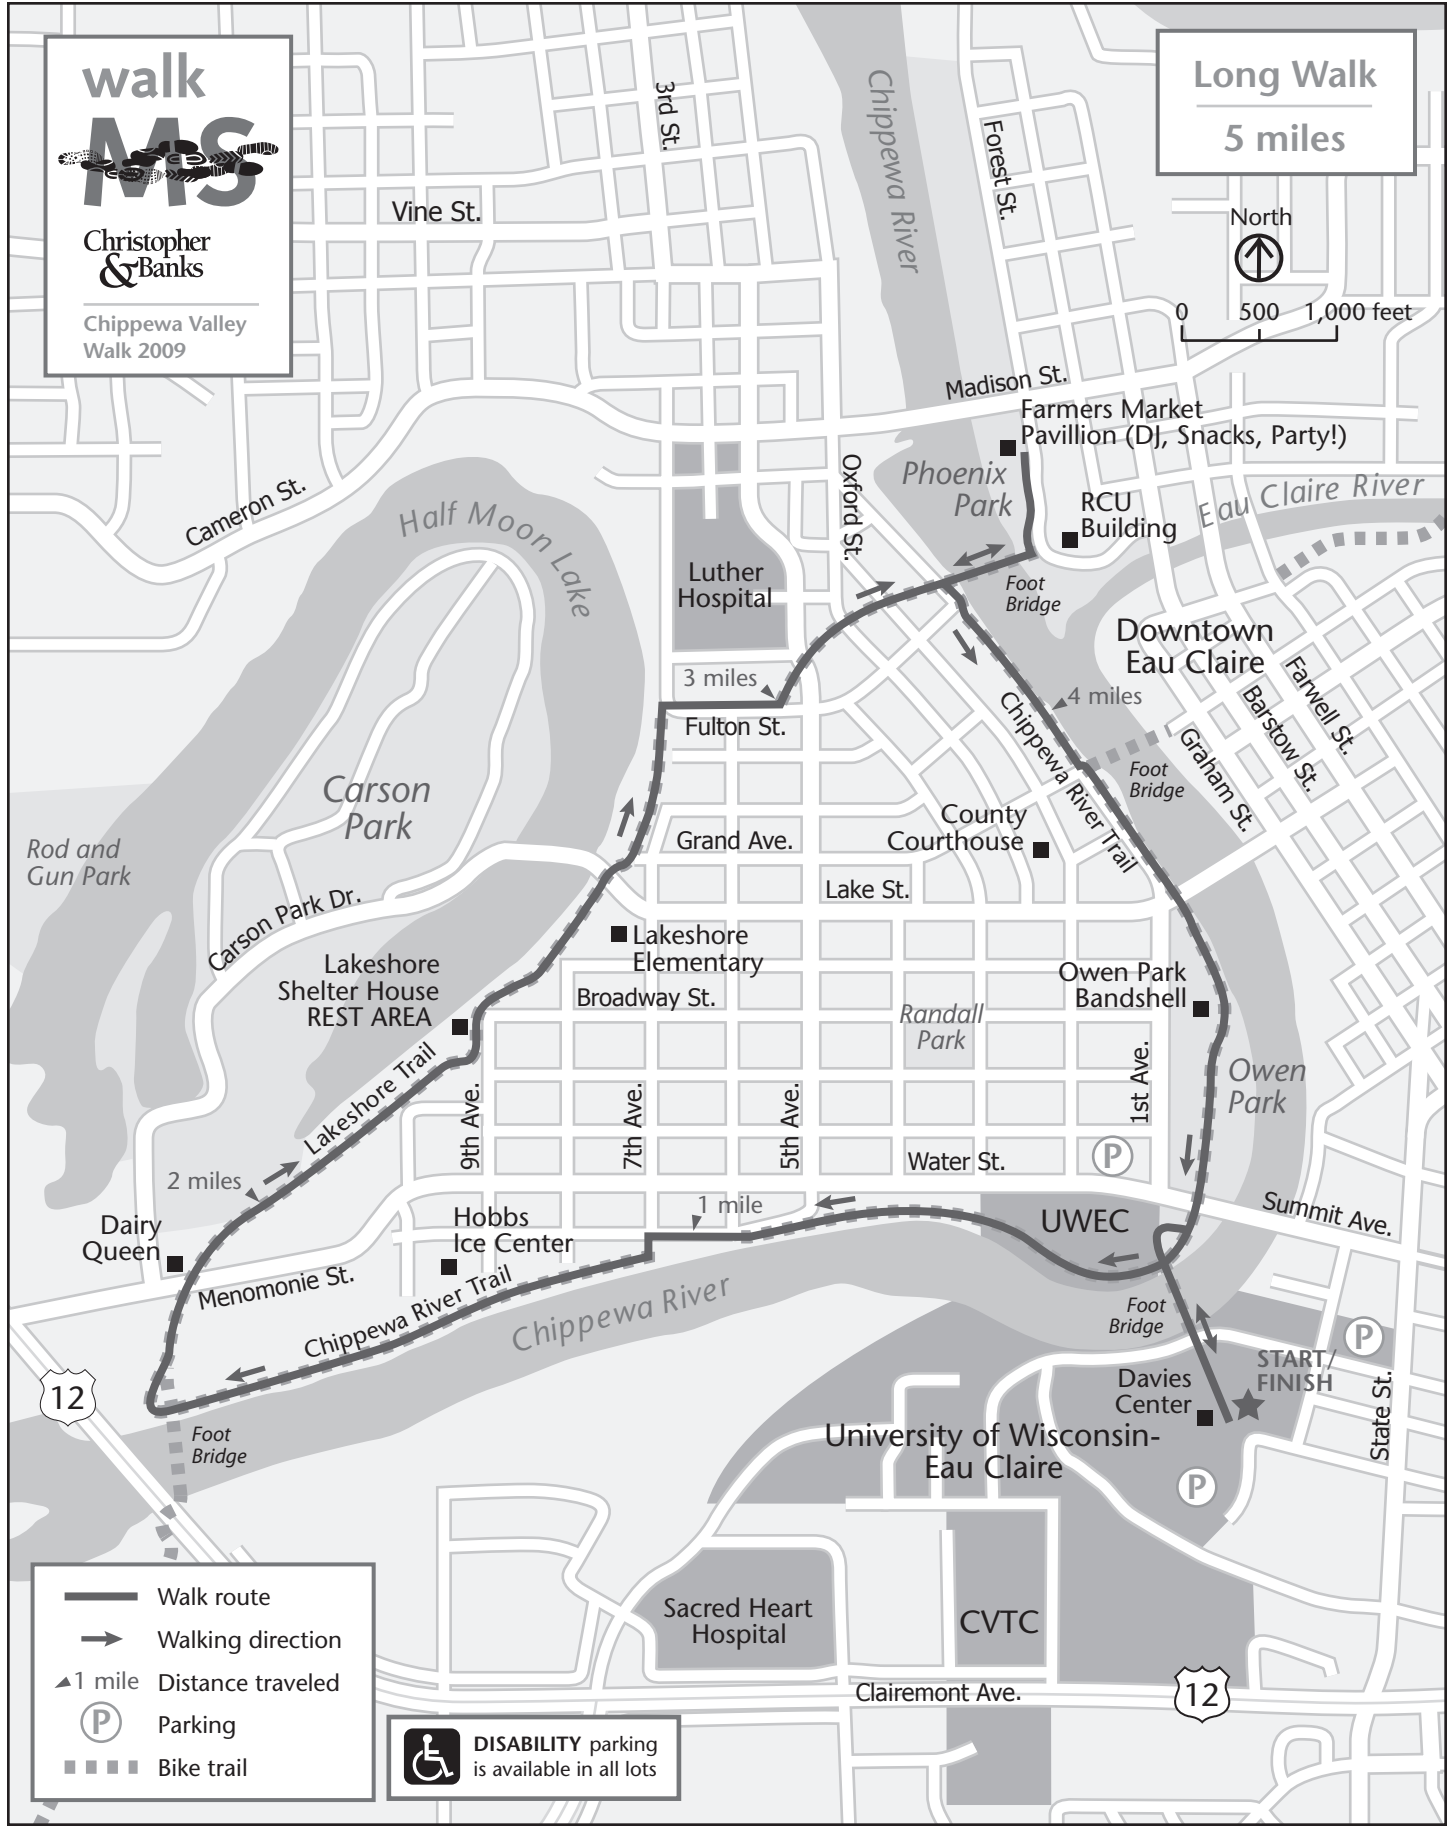 walk
MS
Christopher
&Banks
Chippewa Valley
Walk 2009
Long Walk
5 miles
North
0 500 1,000 feet
3rd St.
Chippewa River
Forest St.
Vine St.
Madison St.
Farmers Market
Pavillion (DJ, Snacks, Party!)
Phoenix
Park
RCU
Building
Eau Claire River
Oxford St.
Cameron St.
Half Moon Lake
Luther
Hospital
Foot
Bridge
Downtown
Eau Claire
3 miles
Fulton St.
4 miles
Chippewa River Trail
Farwell St.
Barstow St.
Graham St.
Foot
Bridge
Carson
Park
Rod and
Gun Park
Grand Ave.
County
Courthouse
Lake St.
Carson Park Dr.
Lakeshore
Elementary
Lakeshore
Shelter House
REST AREA
Broadway St.
Randall
Park
Owen Park
Bandshell
Owen
Park
Lakeshore Trail
9th Ave.
7th Ave.
5th Ave.
1st Ave.
P
Water St.
2 miles
1 mile
Dairy
Queen
Hobbs
Ice Center
UWEC
Summit Ave.
Menomonie St.
Chippewa River Trail
Chippewa River
Foot
Bridge
P
START/
FINISH
Davies
Center
State St.
12
Foot
Bridge
University of Wisconsin-
Eau Claire
P
Sacred Heart
Hospital
CVTC
Clairemont Ave.
12
Walk route
Walking direction
1 mile Distance traveled
P Parking
Bike trail
DISABILITY parking
is available in all lots